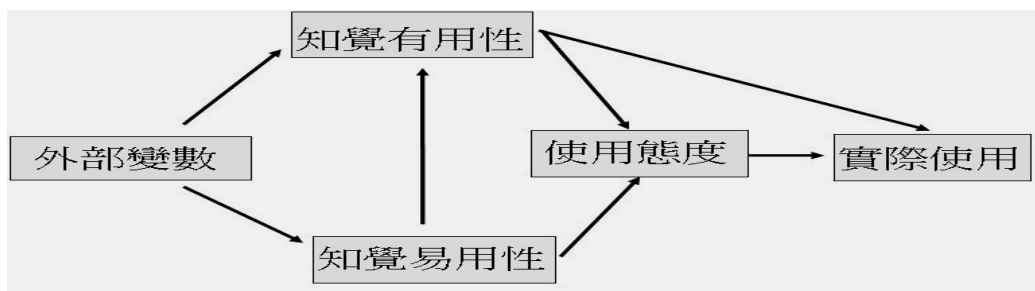 知覺有用性
外部變數
使用態度
實際使用
知覺易用性